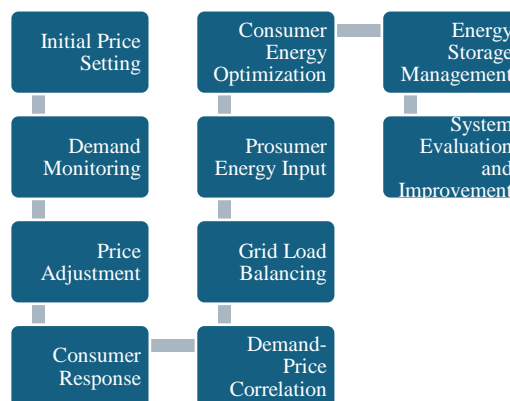 Initial Price
Setting
Demand
Monitoring
Price
Adjustment
Consumer
Response
Demand-
Price
Correlation
Grid Load
Balancing
Prosumer
Energy Input
Consumer
Energy
Optimization
Energy
Storage
Management
System
Evaluation
and
Improvement